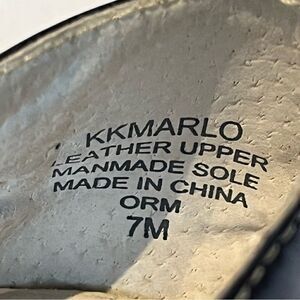 KKMARLO
LEATHER UPPER
MANMADE SOLE
MADE IN CHINA
ORM
7M